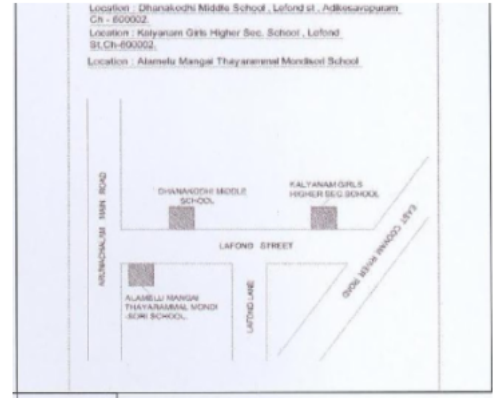 Location : Dhanakodhi Middle School , Lafond st , Adikesavapuram,
Ch - 600002.
Location : Kalyanam Girls Higher Sec. School , Lafond
St,Ch-600002.
Location : Alamelu Mangai Thayarammal Mondisori School
ARUNACHALAM MAIN ROAD
DHANAKODHI MIDDLE
SCHOOL
KALYANAM GIRLS
HIGHER SEC.SCHOOL
LAFOND STREET
EAST COOVAM RIVER ROAD
ALAMELU MANGAI
THAYARAMMAL MONDI
-SORI SCHOOL.
LAFOND LANE